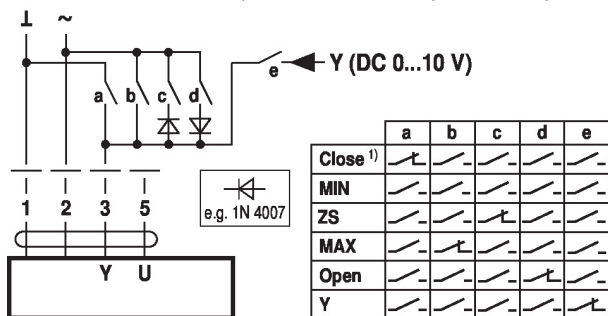 ⊥ ~
a b c d e Y (DC 0...10 V)
1 2 3 5
Y U
e.g. 1N 4007
a b c d e
Close 1)
MIN
ZS
MAX
Open
Y